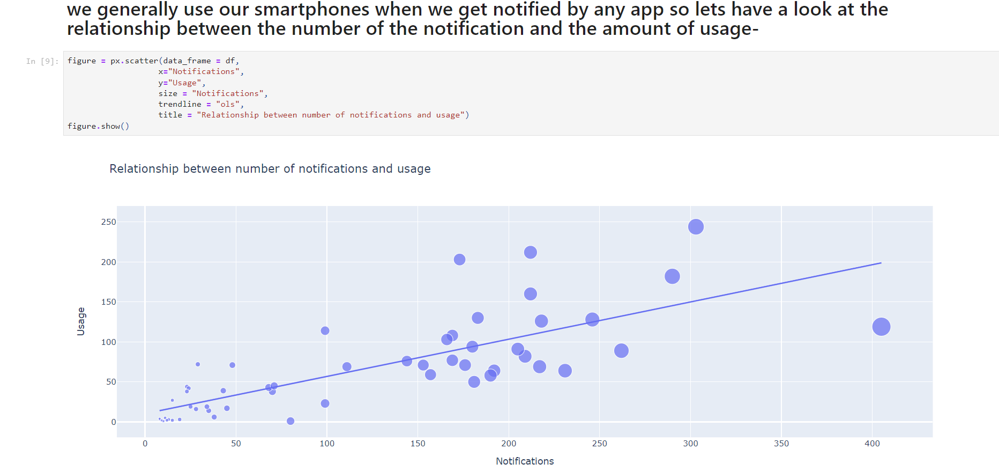 we generally use our smartphones when we get notified by any app so lets have a look at the
relationship between the number of the notification and the amount of usage-
In [9]:
figure = px.scatter(data_frame = df,
x="Notifications",
y="Usage",
size = "Notifications",
trendline = "ols",
title = "Relationship between number of notifications and usage")
figure.show()
Relationship between number of notifications and usage
250
200
150
100
50
0
Usage
0 50 100 150 200 250 300 350 400
Notifications